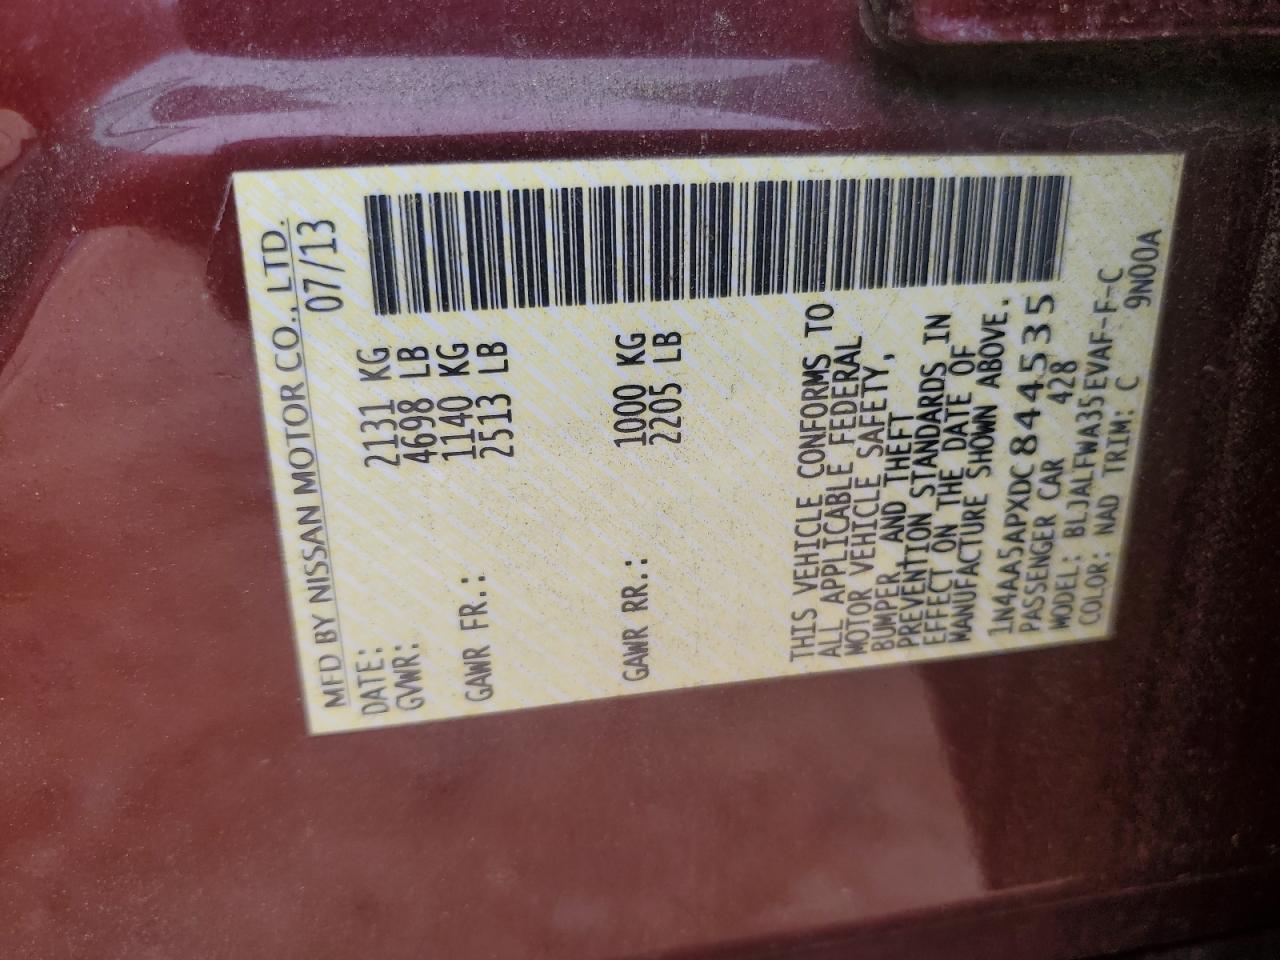 MFD BY NISSAN MOTOR CO., LTD.
DATE: 07/13
GVWR: 2131 KG
4698 LB
GAWR FR.: 1140 KG
2513 LB
GAWR RR.: 1000 KG
2205 LB
THIS VEHICLE CONFORMS TO
ALL APPLICABLE FEDERAL
MOTOR VEHICLE SAFETY,
BUMPER AND THEFT
PREVENTION STANDARDS IN
EFFECT ON THE DATE OF
MANUFACTURE SHOWN ABOVE.
1N4AA5APXDC844535
PASSENGER CAR 428
MODEL: BLJALFWA35EVAF-F-C
COLOR: NAD TRIM: C 9N00A